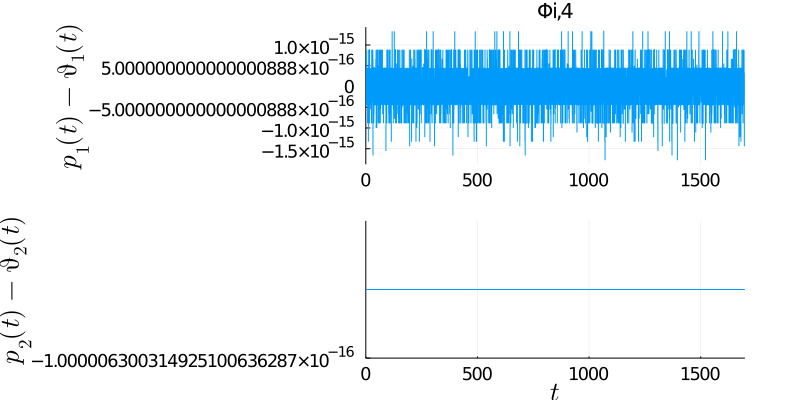 Φi,4
p₁(t) − ϑ₁(t)
1.0×10⁻¹⁵
5.000000000000000888×10⁻¹⁶
0
−5.000000000000000888×10⁻¹⁶
−1.0×10⁻¹⁵
−1.5×10⁻¹⁵
0 500 1000 1500
p₂(t) − ϑ₂(t)
−1.00000630031492510063​6287×10⁻¹⁶
0 500 1000 1500
t